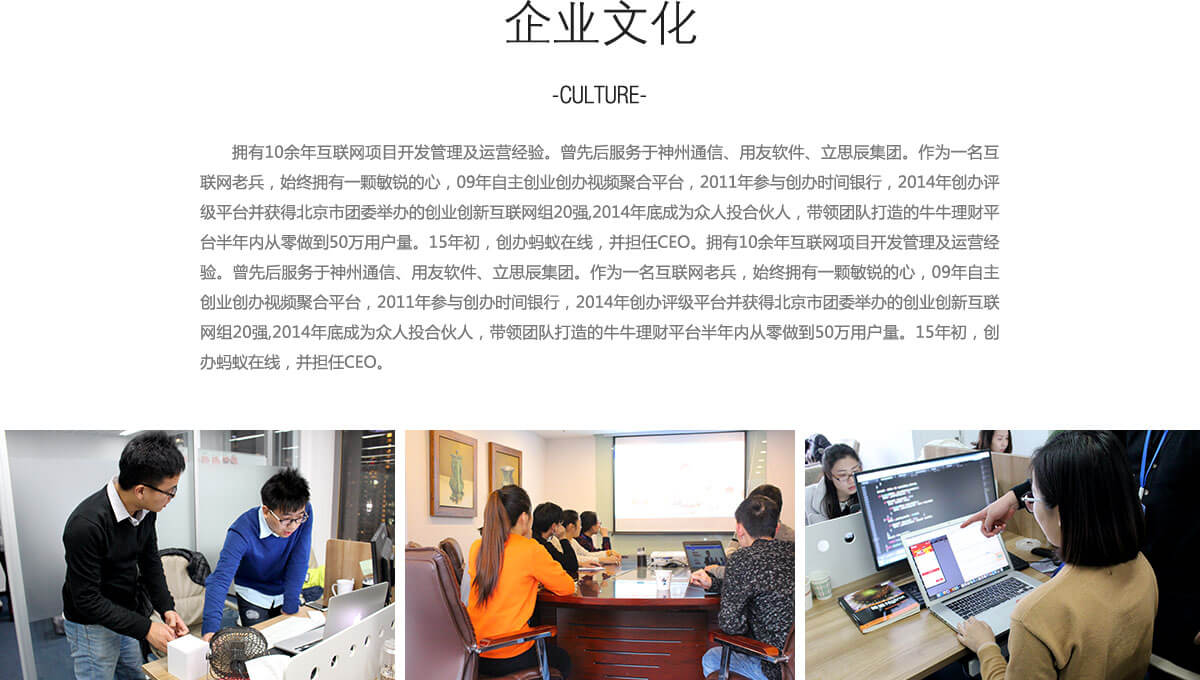 企业文化
-CULTURE-
拥有10余年互联网项目开发管理及运营经验。曾先后服务于神州通信、用友软件、立思辰集团。作为一名互
联网老兵，始终拥有一颗敏锐的心，09年自主创业创办视频聚合平台，2011年参与创办时间银行，2014年创办评
级平台并获得北京市团委举办的创业创新互联网组20强,2014年底成为众人投合伙人，带领团队打造的牛牛理财平
台半年内从零做到50万用户量。15年初，创办蚂蚁在线，并担任CEO。拥有10余年互联网项目开发管理及运营经
验。曾先后服务于神州通信、用友软件、立思辰集团。作为一名互联网老兵，始终拥有一颗敏锐的心，09年自主
创业创办视频聚合平台，2011年参与创办时间银行，2014年创办评级平台并获得北京市团委举办的创业创新互联
网组20强,2014年底成为众人投合伙人，带领团队打造的牛牛理财平台半年内从零做到50万用户量。15年初，创
办蚂蚁在线，并担任CEO。